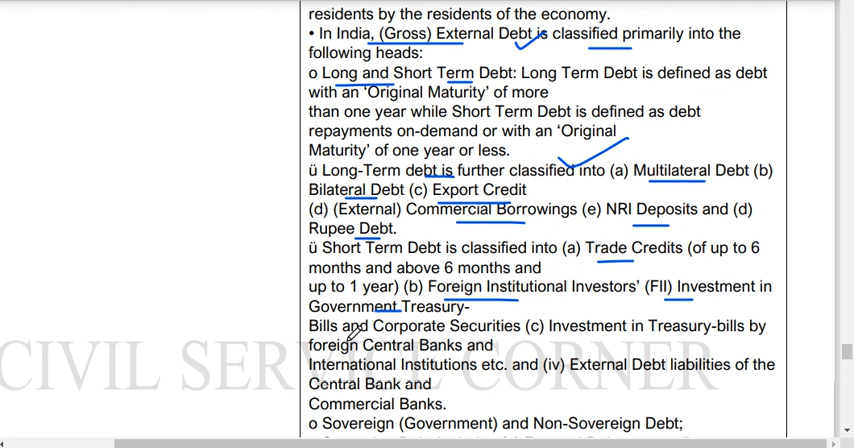 residents by the residents of the economy.
• In India, (Gross) External Debt is classified primarily into the
following heads:
o Long and Short Term Debt: Long Term Debt is defined as debt
with an ‘Original Maturity’ of more
than one year while Short Term Debt is defined as debt
repayments on-demand or with an ‘Original
Maturity’ of one year or less.
ü Long-Term debt is further classified into (a) Multilateral Debt (b)
Bilateral Debt (c) Export Credit
(d) (External) Commercial Borrowings (e) NRI Deposits and (d)
Rupee Debt.
ü Short Term Debt is classified into (a) Trade Credits (of up to 6
months and above 6 months and
up to 1 year) (b) Foreign Institutional Investors’ (FII) Investment in
Government Treasury-
Bills and Corporate Securities (c) Investment in Treasury-bills by
foreign Central Banks and
International Institutions etc. and (iv) External Debt liabilities of the
Central Bank and
Commercial Banks.
o Sovereign (Government) and Non-Sovereign Debt;
CIVIL SERVICE CORNER